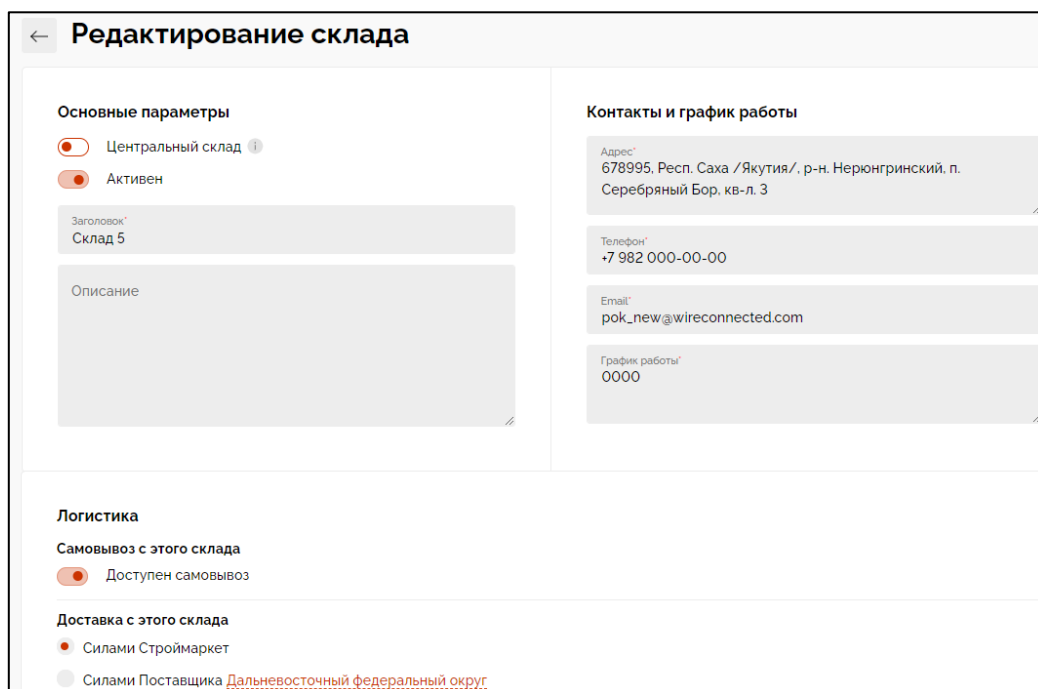 ← Редактирование склада
Основные параметры
Центральный склад i
Активен
Заголовок*
Склад 5
Описание
Контакты и график работы
Адрес*
678995, Респ. Саха /Якутия/, р-н. Нерюнгринский, п.
Серебряный Бор, кв-л. 3
Телефон*
+7 982 000-00-00
Email*
pok_new@wireconnected.com
График работы*
0000
Логистика
Самовывоз с этого склада
Доступен самовывоз
Доставка с этого склада
Силами Строймаркет
Силами Поставщика Дальневосточный федеральный округ